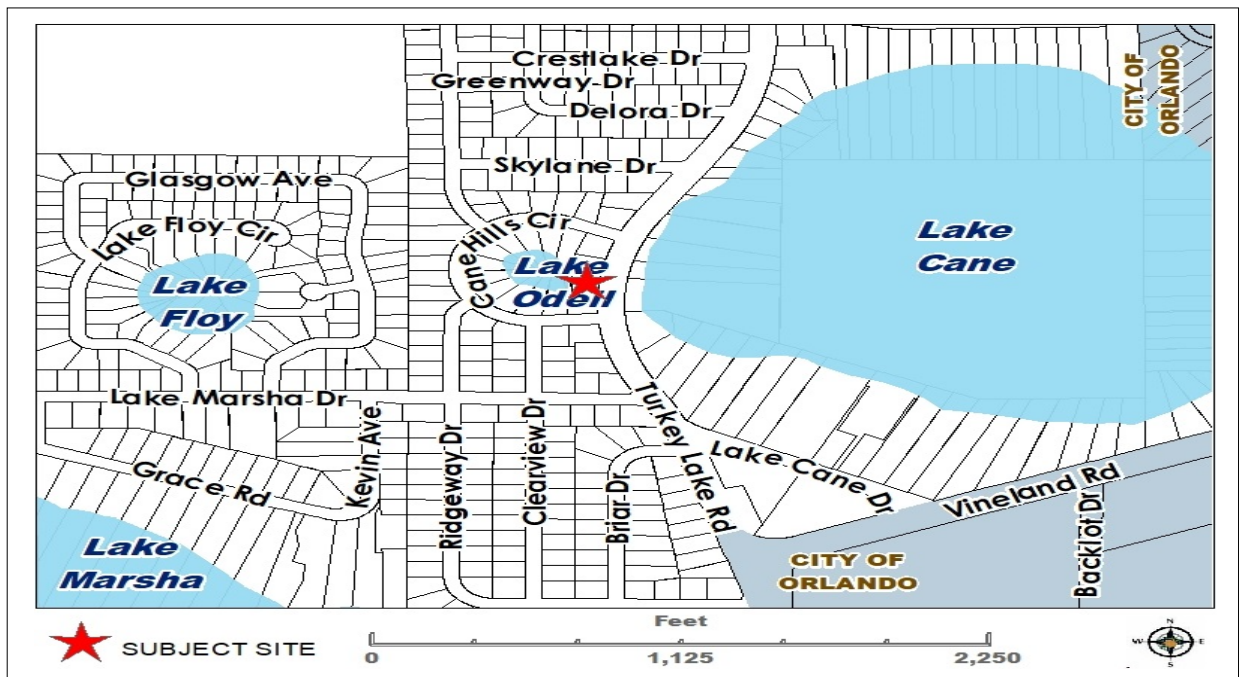 Crestlake Dr
Greenway Dr
Delora Dr
CITY OF
ORLANDO
Skylane Dr
Glasgow Ave
Lake Floy Cir
Cane Hills Cir
Lake
Cane
Lake
Odell
Lake
Floy
Lake Marsha Dr
Turkey Lake Rd
Kevin Ave
Ridgeway Dr
Clearview Dr
Briar Dr
Lake Cane Dr
Grace Rd
Vineland Rd
Backlot Dr
Lake
Marsha
CITY OF
ORLANDO
SUBJECT SITE
Feet
0
1,125
2,250
N
W
E
S